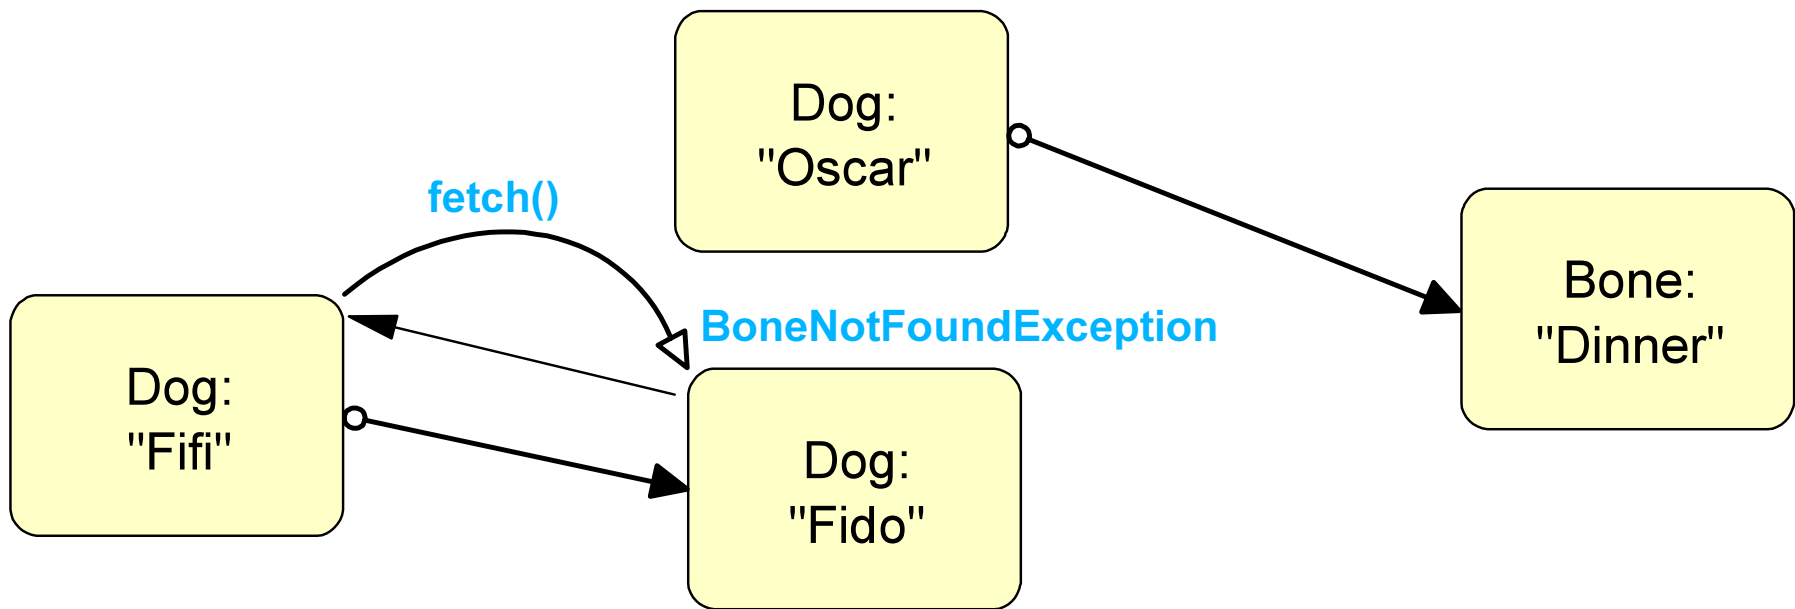 Dog:
"Oscar"
fetch()
Bone:
"Dinner"
BoneNotFoundException
Dog:
"Fifi"
Dog:
"Fido"